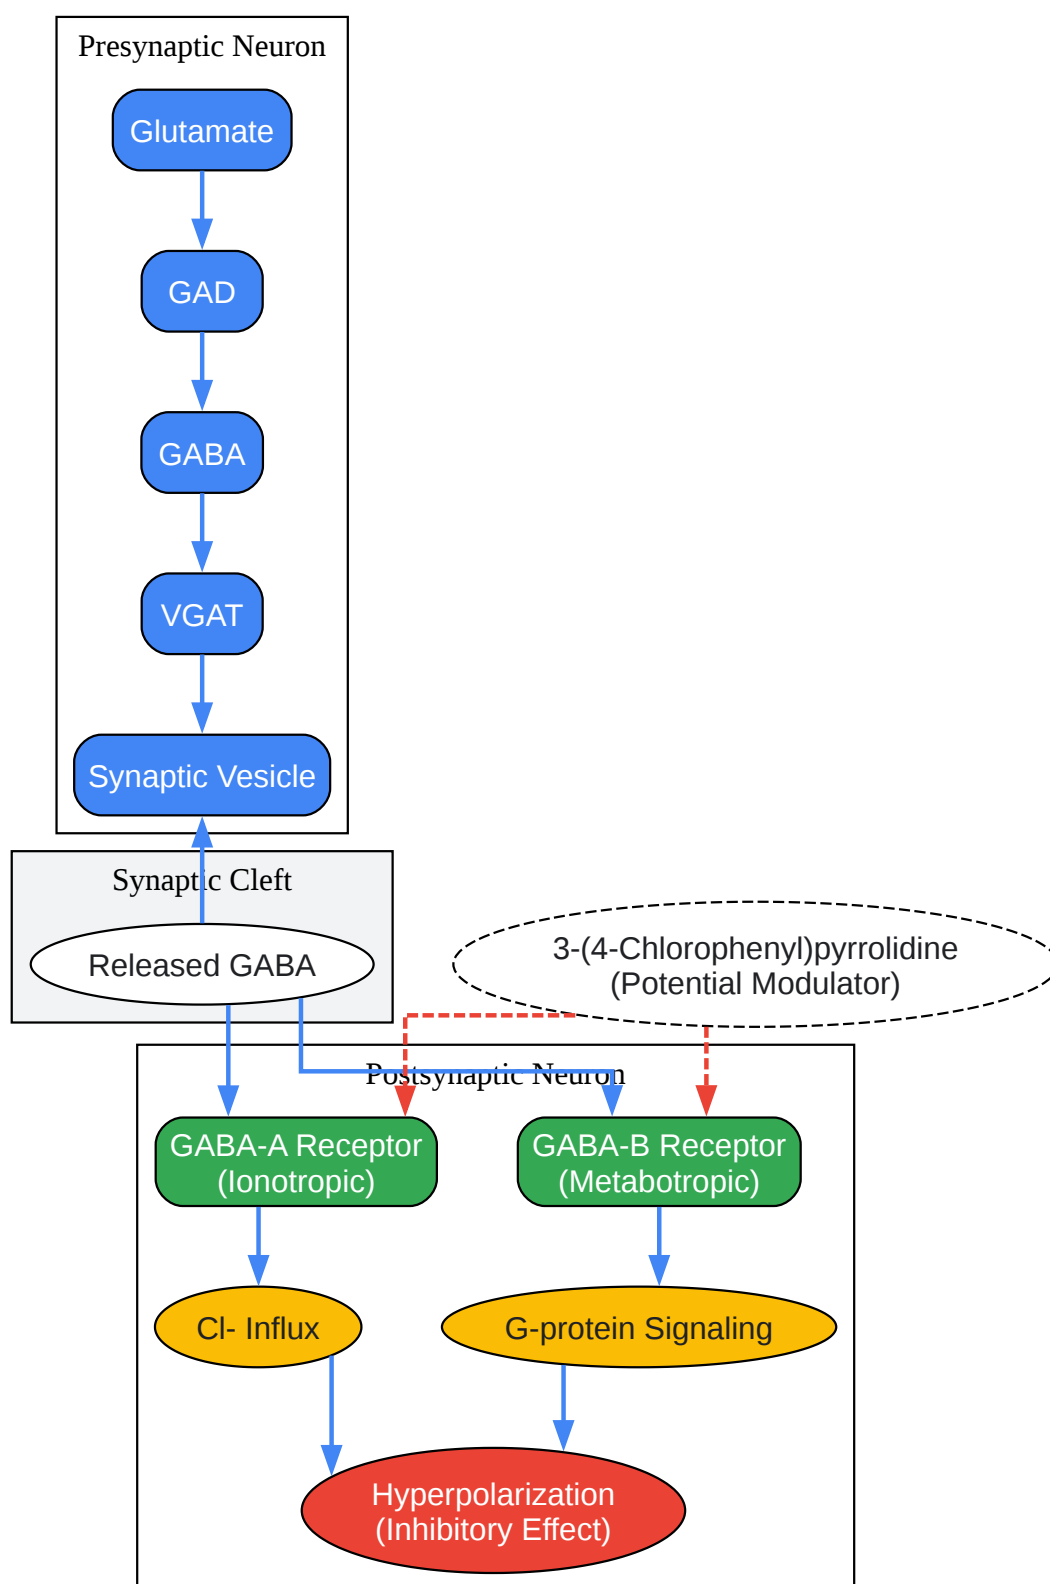 Presynaptic Neuron
Glutamate
GAD
GABA
VGAT
Synaptic Vesicle
Synaptic Cleft
Released GABA
3-(4-Chlorophenyl)pyrrolidine
(Potential Modulator)
Postsynaptic Neuron
GABA-A Receptor
(Ionotropic)
GABA-B Receptor
(Metabotropic)
Cl- Influx
G-protein Signaling
Hyperpolarization
(Inhibitory Effect)